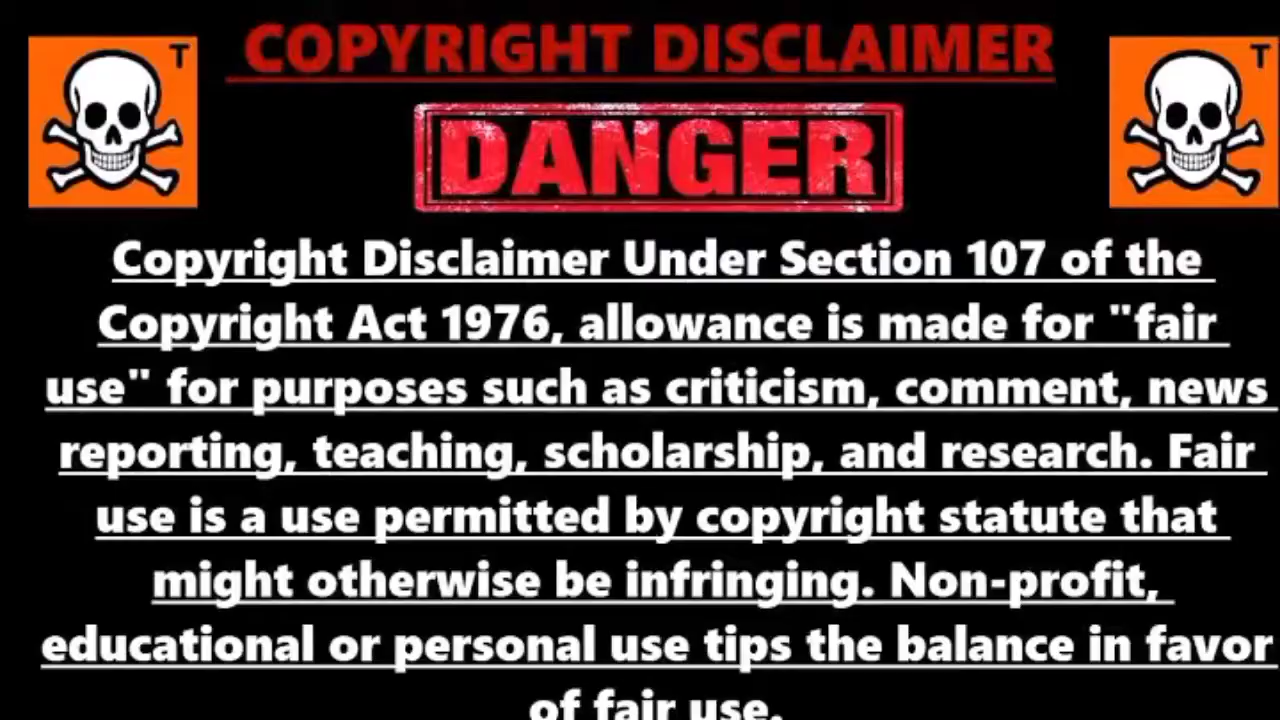 T COPYRIGHT DISCLAIMER T
DANGER
Copyright Disclaimer Under Section 107 of the
Copyright Act 1976, allowance is made for "fair
use" for purposes such as criticism, comment, news
reporting, teaching, scholarship, and research. Fair
use is a use permitted by copyright statute that
might otherwise be infringing. Non-profit,
educational or personal use tips the balance in favor
of fair use.